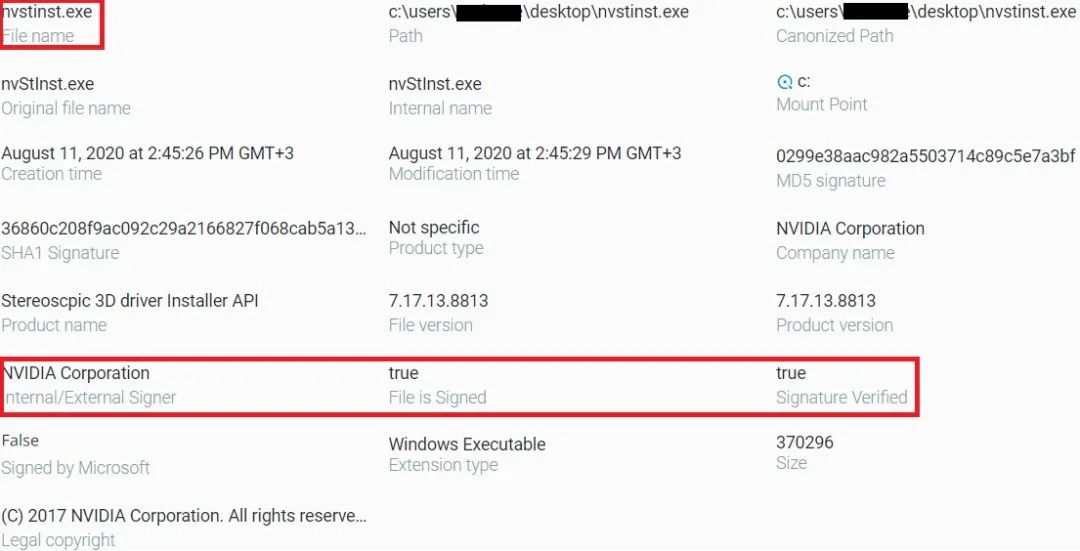 nvstinst.exe
File name
c:\users\ e\desktop\nvstinst.exe
Path
c:\users\ \desktop\nvstinst.exe
Canonized Path
nvStInst.exe
Original file name
nvStInst.exe
Internal name
c:
Mount Point
August 11, 2020 at 2:45:26 PM GMT+3
Creation time
August 11, 2020 at 2:45:29 PM GMT+3
Modification time
0299e38aac982a5503714c89c5e7a3bf
MD5 signature
36860c208f9ac092c29a2166827f068cab5a13...
SHA1 Signature
Not specific
Product type
NVIDIA Corporation
Company name
Stereoscpic 3D driver Installer API
Product name
7.17.13.8813
File version
7.17.13.8813
Product version
NVIDIA Corporation
Internal/External Signer
true
File is Signed
true
Signature Verified
False
Signed by Microsoft
Windows Executable
Extension type
370296
Size
(C) 2017 NVIDIA Corporation. All rights reserve...
Legal copyright